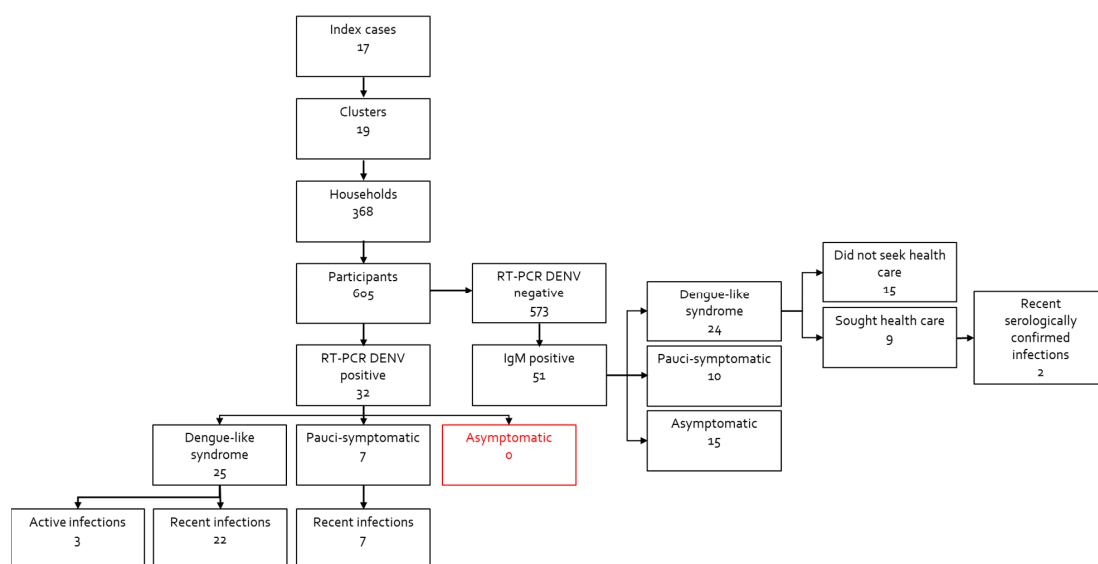 Index cases
17
Clusters
19
Households
368
Participants
605
RT-PCR DENV
negative
573
RT-PCR DENV
positive
32
IgM positive
51
Dengue-like
syndrome
24
Pauci-symptomatic
10
Asymptomatic
15
Did not seek health
care
15
Sought health care
9
Recent
serologically
confirmed
infections
2
Dengue-like
syndrome
25
Pauci-symptomatic
7
Asymptomatic
0
Active infections
3
Recent infections
22
Recent infections
7